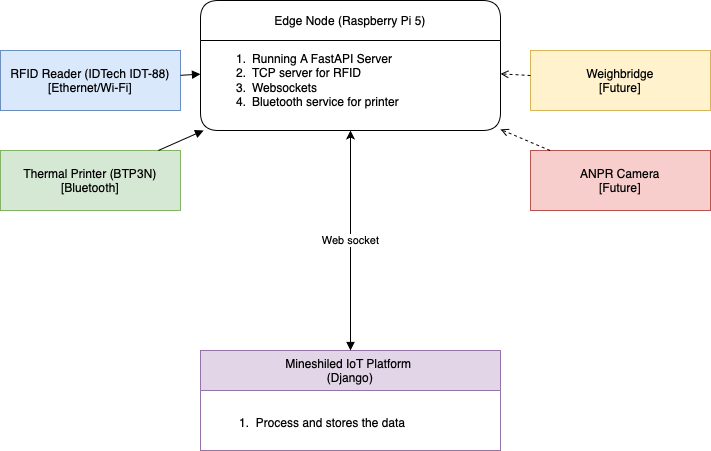 Edge Node (Raspberry Pi 5)
1. Running A FastAPI Server
2. TCP server for RFID
3. Websockets
4. Bluetooth service for printer
RFID Reader (IDTech IDT-88)
[Ethernet/Wi-Fi]
Weighbridge
[Future]
Thermal Printer (BTP3N)
[Bluetooth]
ANPR Camera
[Future]
Web socket
Mineshiled IoT Platform
(Django)
1. Process and stores the data